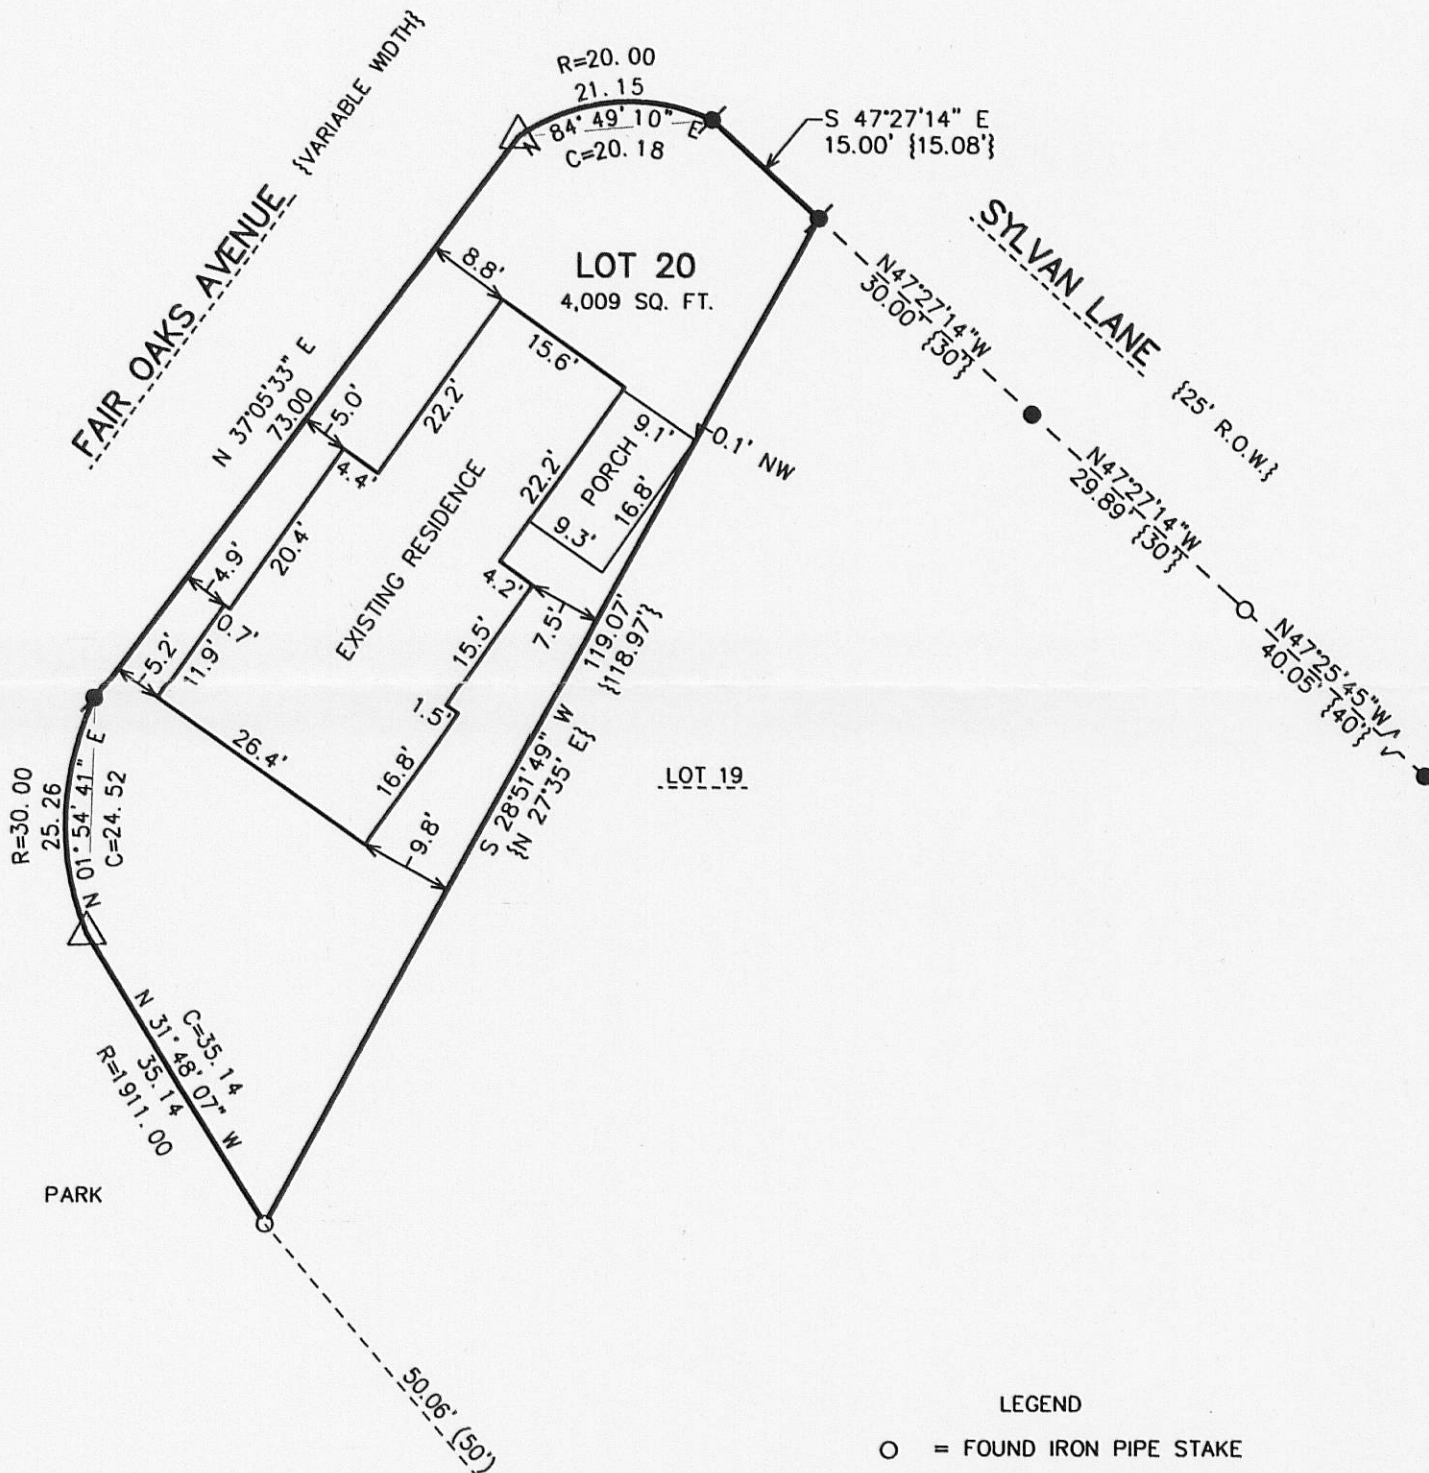 FAIR OAKS AVENUE {VARIABLE WIDTH}
R=20.00
21.15
N 84°49'10" E
C=20.18
S 47°27'14" E
15.00' {15.08'}
SYLVAN LANE {25' R.O.W.}
LOT 20
4,009 SQ. FT.
8.8'
15.6'
N47°27'14"W
30.00' {30'}
N 37°05'33" E
73.00
5.0'
22.2'
4.4'
9.1'
0.1' NW
PORCH
22.2'
16.8'
9.3'
N47°27'14"W
29.89' {30'}
EXISTING RESIDENCE
20.4'
4.9'
0.7'
11.9'
5.2'
4.2'
7.5'
15.5'
1.5'
119.07'
{118.97'}
S 28°51'49" W
{N 27°35' E}
N47°25'45"W
40.05' {40'}
26.4'
16.8'
9.8'
LOT 19
R=30.00
25.26
N 01°54'41" E
C=24.52
C=35.14
N 31°48'07" W
35.14
R=1911.00
PARK
50.06' (50')
LEGEND
O = FOUND IRON PIPE STAKE